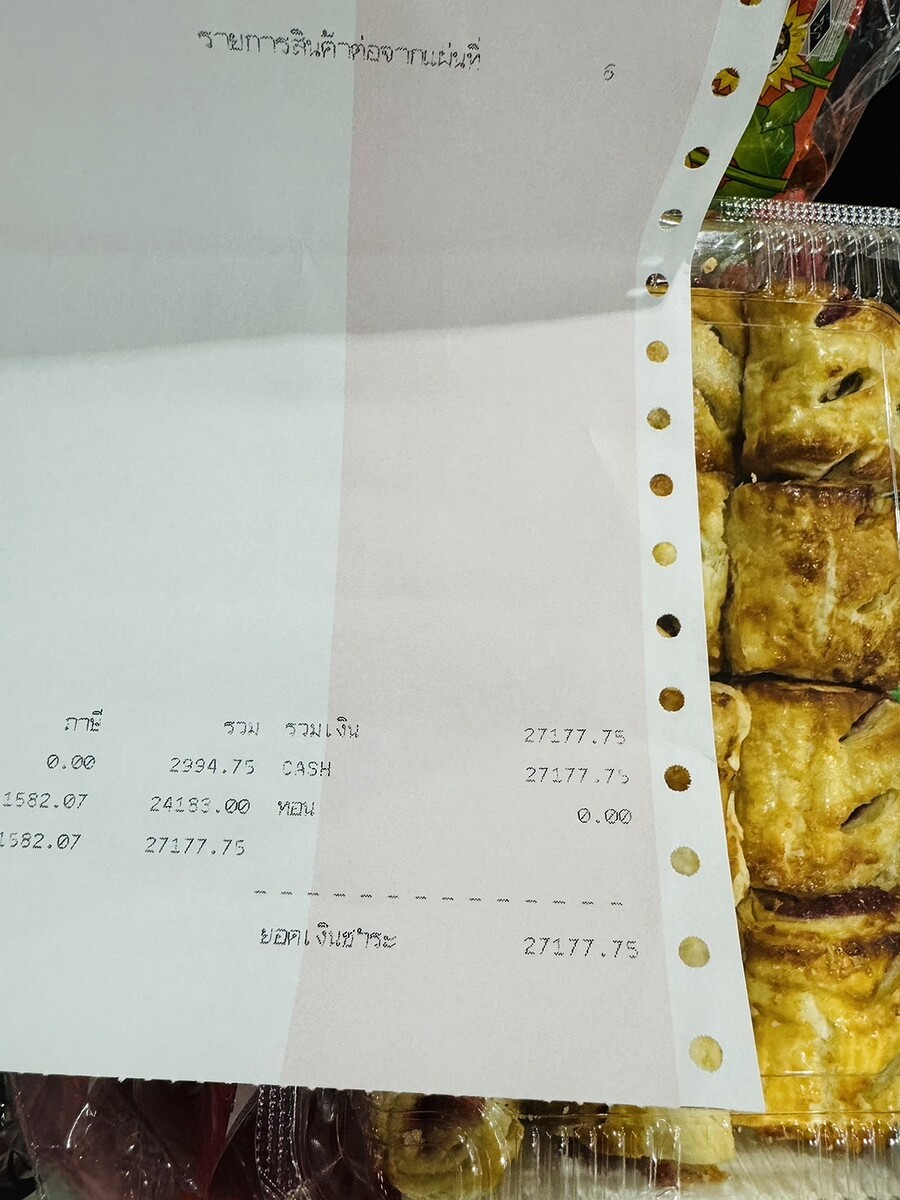 รายการสินค้าต่อจากแผ่นที่ 6
ภาษี รวม รวมเงิน 27177.75
0.00 2994.75 CASH 27177.75
1582.07 24183.00 ทอน 0.00
1582.07 27177.75
- - - - - - - - - - - - - -
ยอดเงินชำระ 27177.75